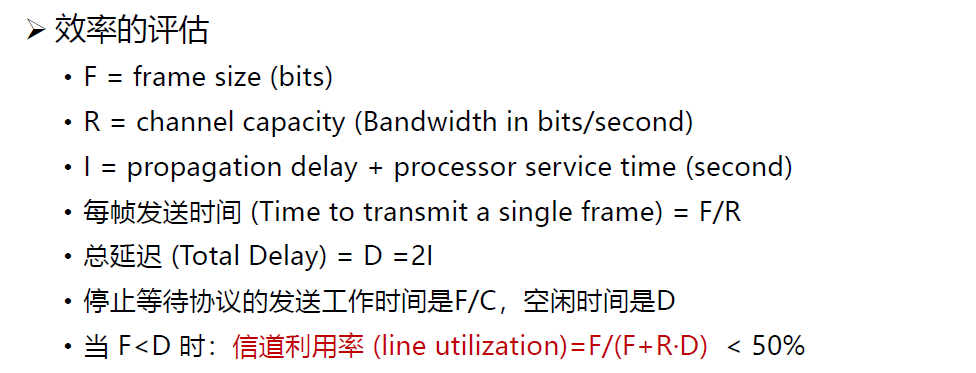 ➢ 效率的评估
• F = frame size (bits)
• R = channel capacity (Bandwidth in bits/second)
• I = propagation delay + processor service time (second)
• 每帧发送时间 (Time to transmit a single frame) = F/R
• 总延迟 (Total Delay) = D =2I
• 停止等待协议的发送工作时间是F/C，空闲时间是D
• 当 F<D 时：信道利用率 (line utilization)=F/(F+R·D) < 50%